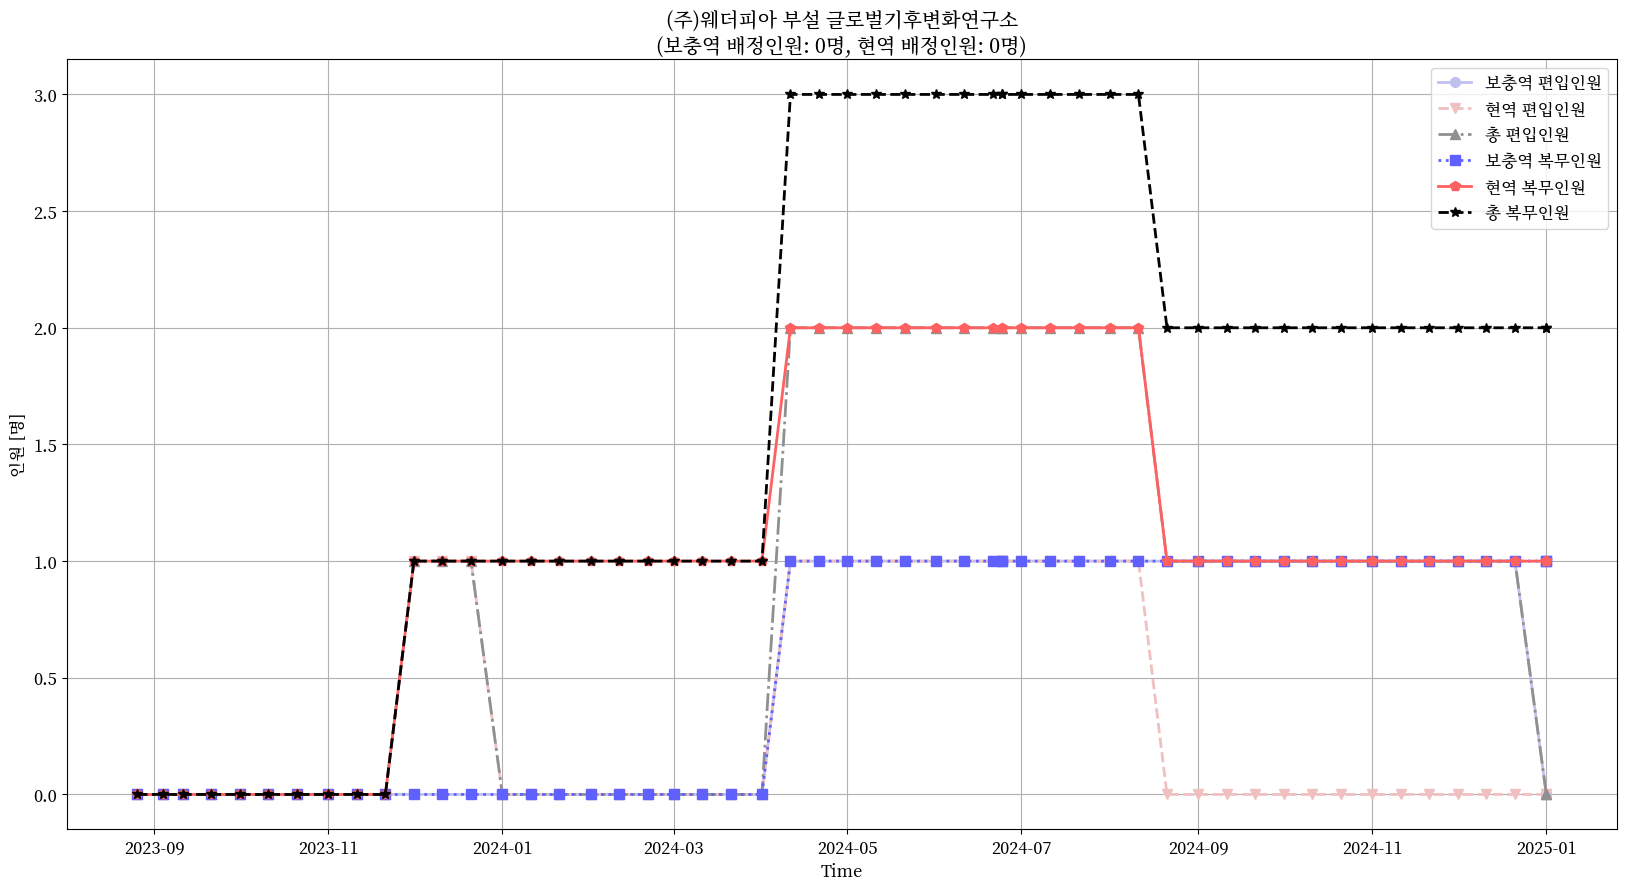 (주)웨더피아 부설 글로벌기후변화연구소
(보충역 배정인원: 0명, 현역 배정인원: 0명)
보충역 편입인원
현역 편입인원
총 편입인원
보충역 복무인원
현역 복무인원
총 복무인원
인원 [명]
3.0
2.5
2.0
1.5
1.0
0.5
0.0
2023-09 2023-11 2024-01 2024-03 2024-05 2024-07 2024-09 2024-11 2025-01
Time